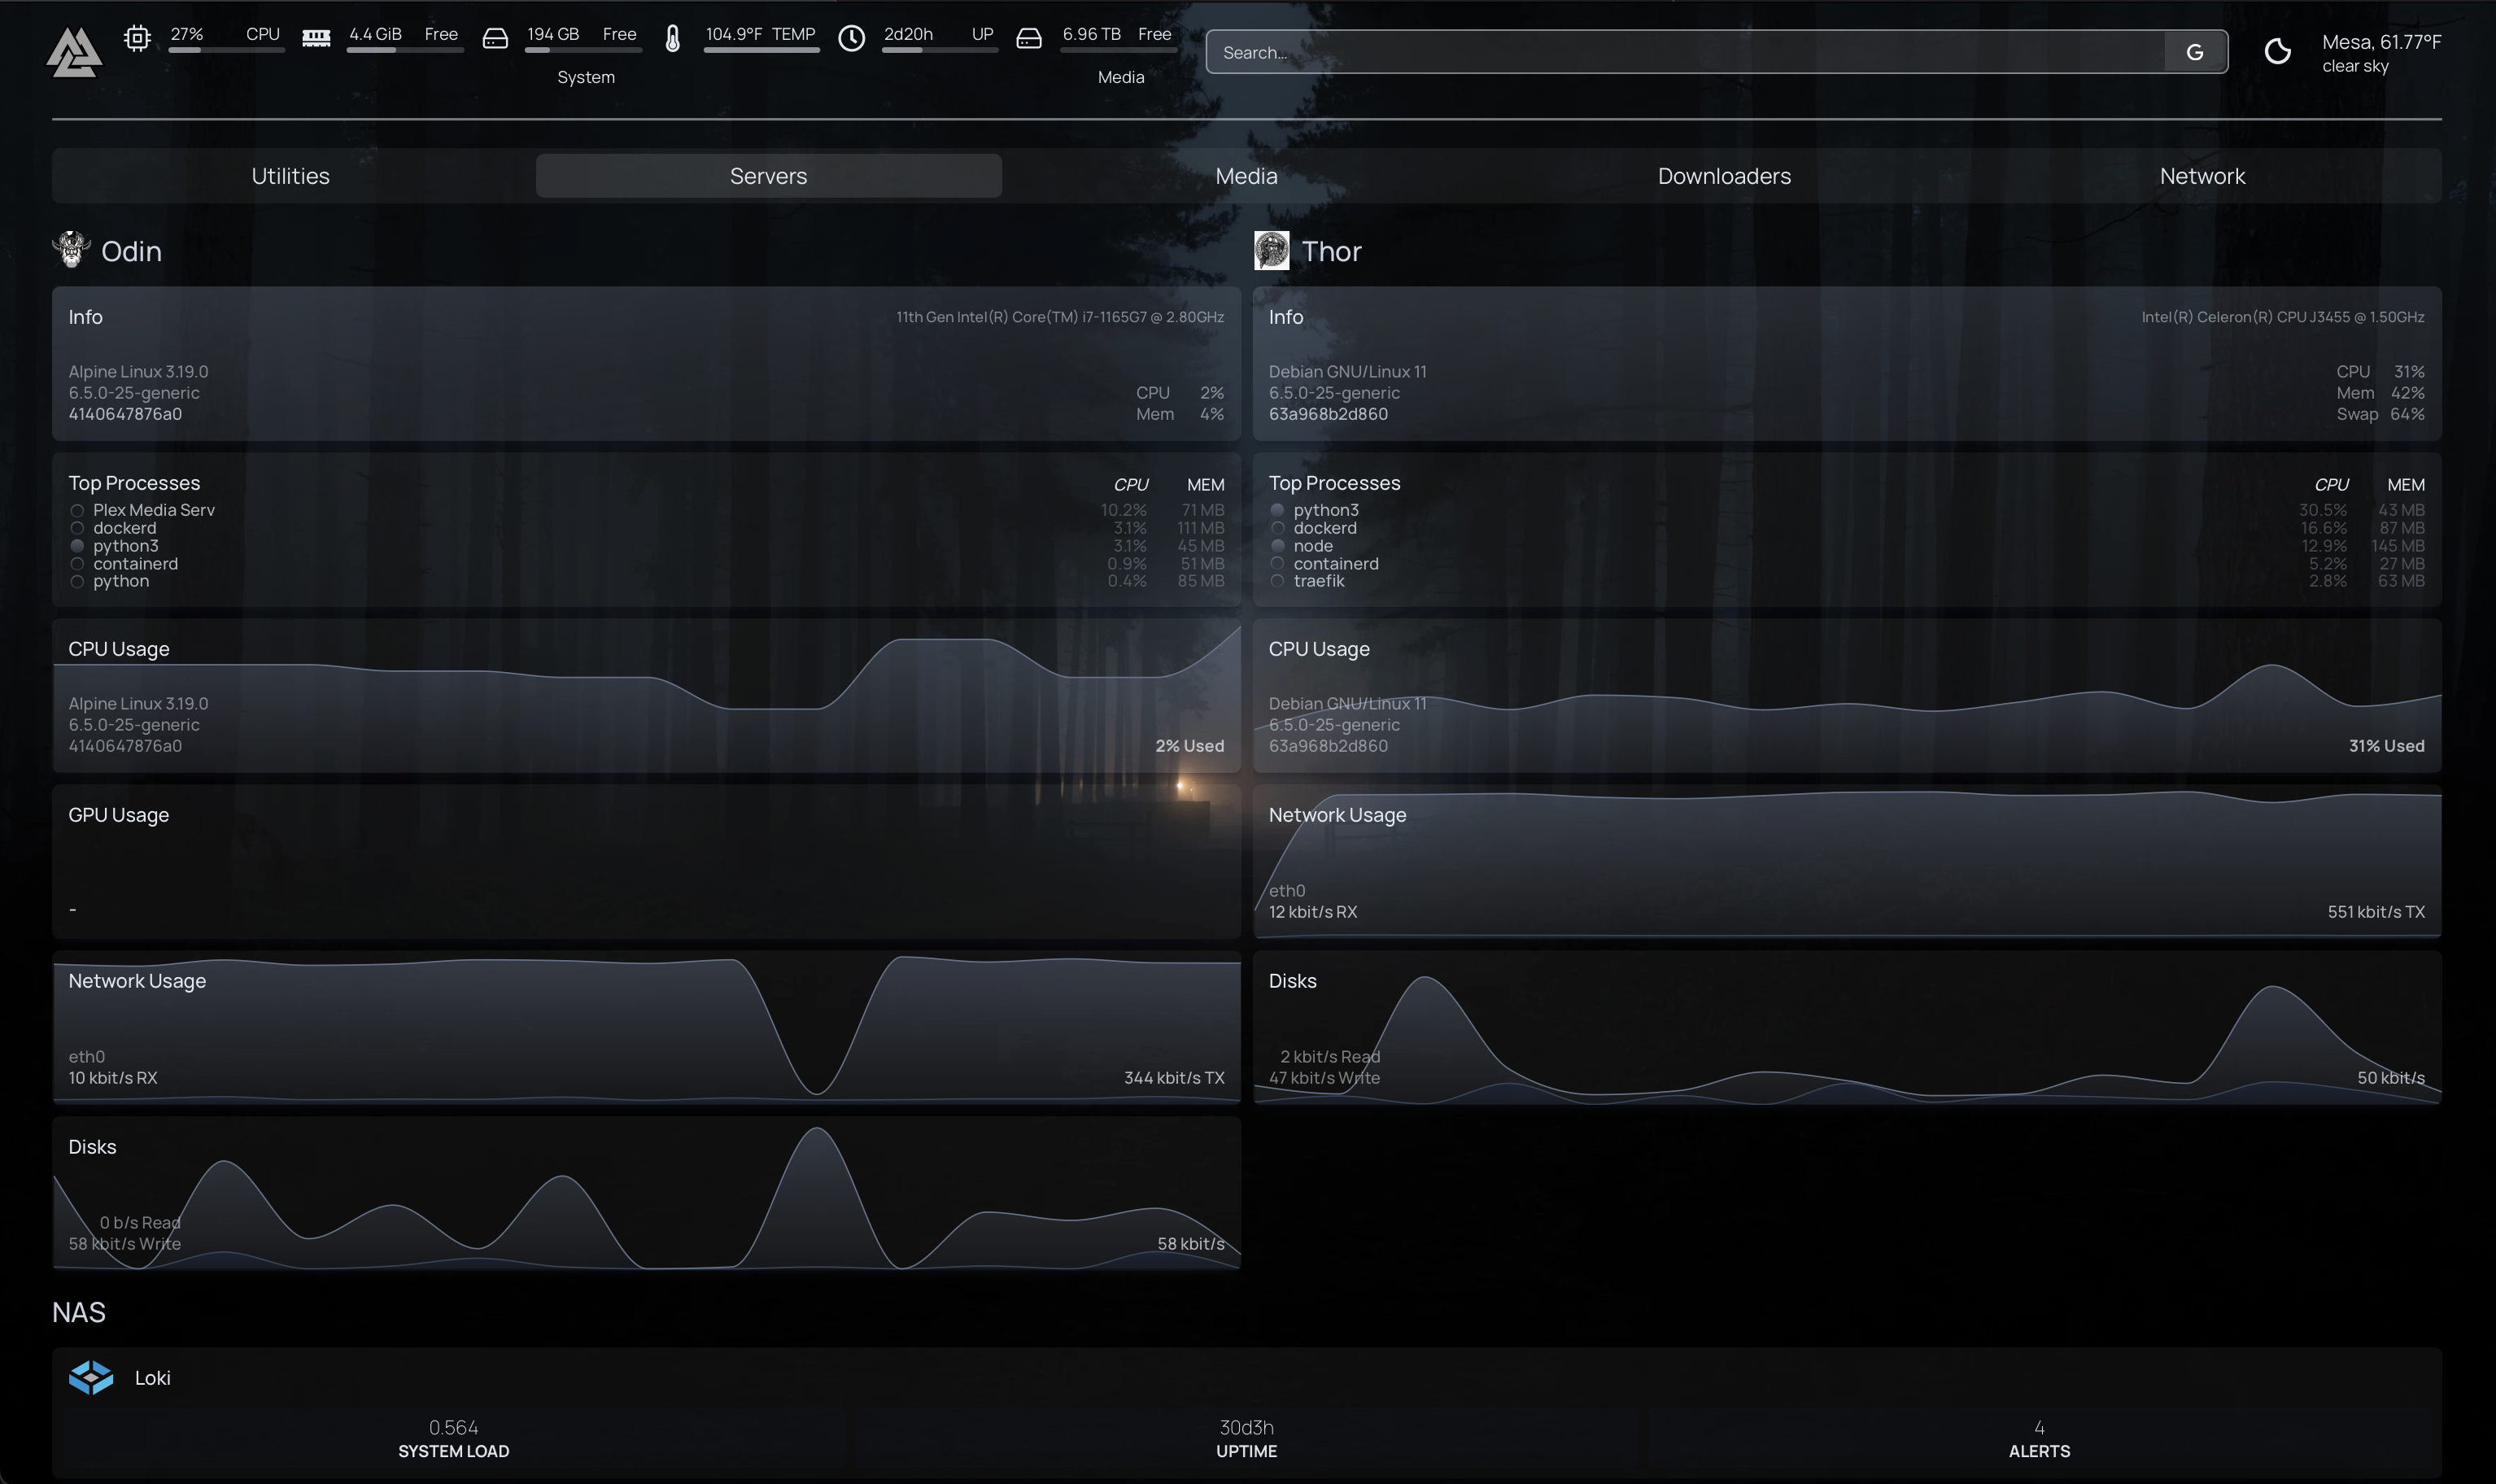 27% CPU
4.4 GiB Free
194 GB Free
104.9°F TEMP
2d20h UP
6.96 TB Free
System
Media
Search...
G
Mesa, 61.77°F
clear sky
Utilities
Servers
Media
Downloaders
Network
Odin
Info
11th Gen Intel(R) Core(TM) i7-1165G7 @ 2.80GHz
Alpine Linux 3.19.0
6.5.0-25-generic
4140647876a0
CPU 2%
Mem 4%
Top Processes CPU MEM
Plex Media Serv 10.2% 71 MB
dockerd 3.1% 111 MB
python3 3.1% 45 MB
containerd 0.9% 51 MB
python 0.4% 85 MB
CPU Usage
Alpine Linux 3.19.0
6.5.0-25-generic
4140647876a0
2% Used
GPU Usage
-
Network Usage
eth0
10 kbit/s RX
344 kbit/s TX
Disks
0 b/s Read
58 kbit/s Write
58 kbit/s
Thor
Info
Intel(R) Celeron(R) CPU J3455 @ 1.50GHz
Debian GNU/Linux 11
6.5.0-25-generic
63a968b2d860
CPU 31%
Mem 42%
Swap 64%
Top Processes CPU MEM
python3 30.5% 43 MB
dockerd 16.6% 87 MB
node 12.9% 145 MB
containerd 5.2% 27 MB
traefik 2.8% 63 MB
CPU Usage
Debian GNU/Linux 11
6.5.0-25-generic
63a968b2d860
31% Used
Network Usage
eth0
12 kbit/s RX
551 kbit/s TX
Disks
2 kbit/s Read
47 kbit/s Write
50 kbit/s
NAS
Loki
0.564
SYSTEM LOAD
30d3h
UPTIME
4
ALERTS